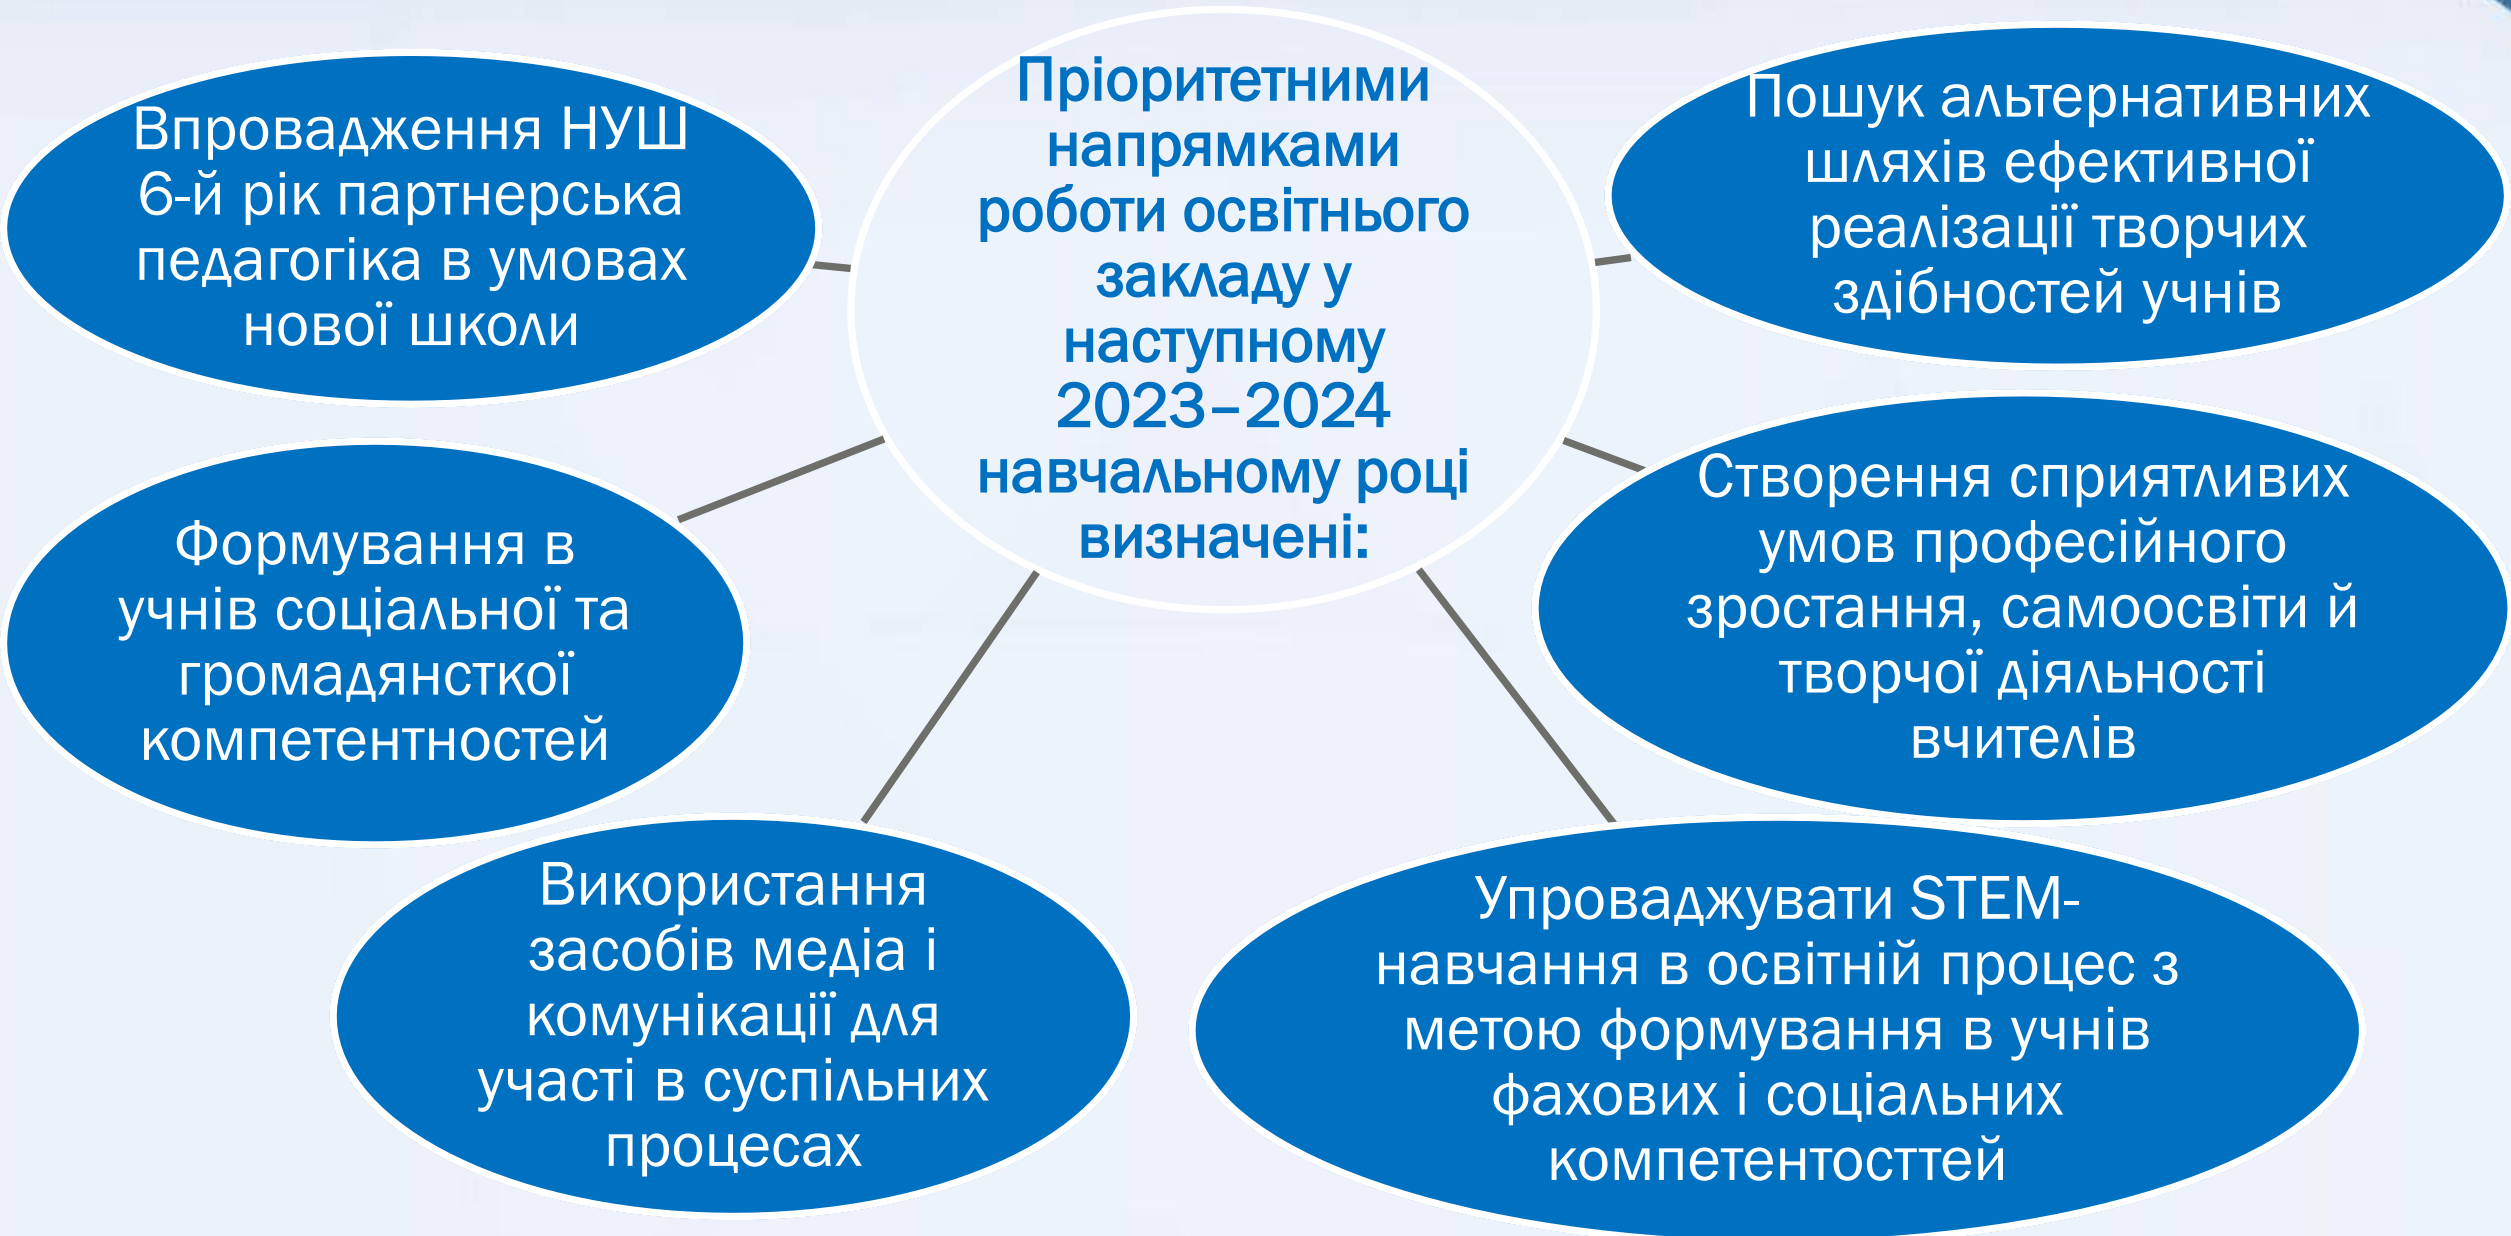 Пріоритетними
напрямками
роботи освітнього
закладу у
наступному
2023–2024
навчальному році
визначені:
Впровадження НУШ
6-й рік партнерська
педагогіка в умовах
нової школи
Формування в
учнів соціальної та
громадянсткої
компетентностей
Використання
засобів медіа і
комунікації для
участі в суспільних
процесах
Пошук альтернативних
шляхів ефективної
реалізації творчих
здібностей учнів
Створення сприятливих
умов професійного
зростання, самоосвіти й
творчої діяльності
вчителів
Упроваджувати STEM-
навчання в освітній процес з
метою формування в учнів
фахових і соціальних
компетентосттей